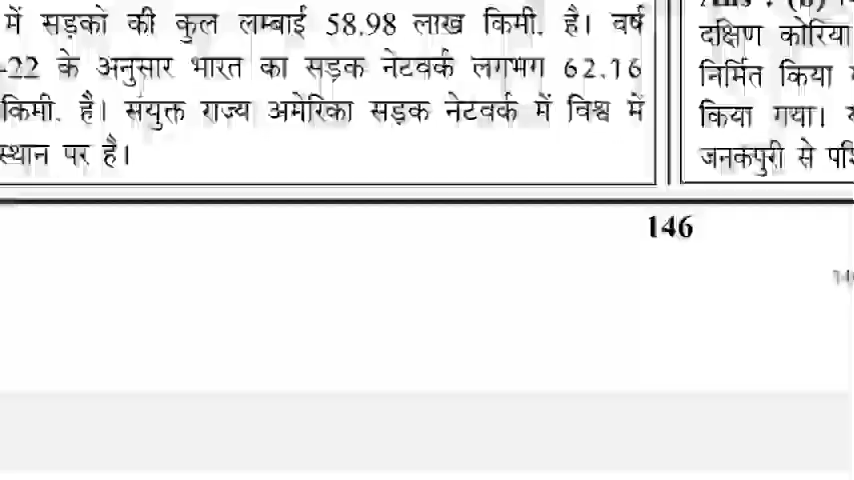 में सड़कों की कुल लम्बाई 58.98 लाख किमी. है। वर्ष
-22 के अनुसार भारत का सड़क नेटवर्क लगभग 62.16
किमी. है। संयुक्त राज्य अमेरिका सड़क नेटवर्क में विश्व में
स्थान पर है।
दक्षिण कोरिया
निर्मित किया
किया गया।
जनकपुरी से
146